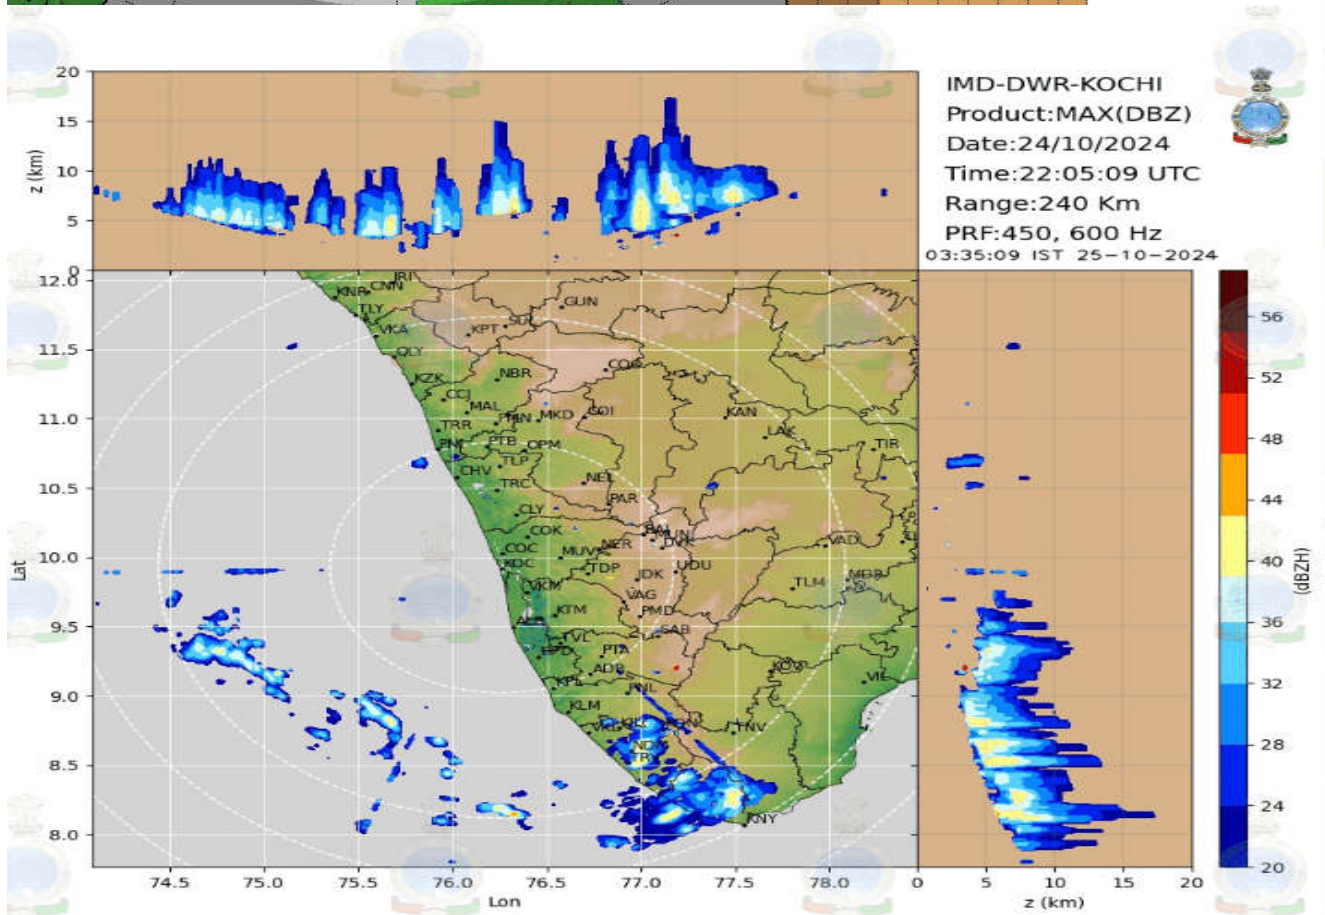 IMD-DWR-KOCHI
Product:MAX(DBZ)
Date:24/10/2024
Time:22:05:09 UTC
Range:240 Km
PRF:450, 600 Hz
03:35:09 IST 25-10-2024
20
15
10
5
0
z (km)
12.0
11.5
11.0
10.5
10.0
9.5
9.0
8.5
8.0
Lat
IRI
KNR CNN
TLY
VKA
GUN
KPT
QLY
KZK
NBR
CCJ
MAL
MKD
COI
KAN
LAK
TRR
PTB
OPM
TIR
CHV
TLP
TRC
NEL
PAR
CLY
COK
COC
MUV
NER
VAD
TDP
IDK
UDU
TLM
MDR
VKM
VAG
KTM
PMD
SAB
TVL
PTA
ADR
KPL
PNL
KOV
VIL
KLM
TNV
KNY
74.5
75.0
75.5
76.0
76.5
77.0
77.5
78.0
Lon
0
5
10
15
20
z (km)
56
52
48
44
40
36
32
28
24
20
(dBZH)